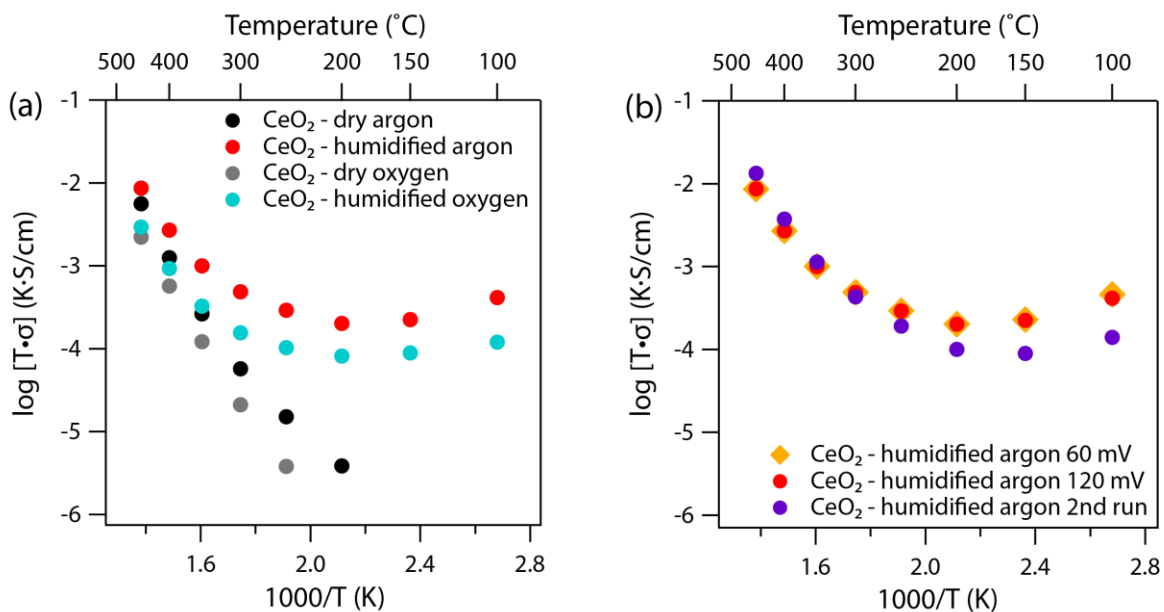 Temperature (˚C)
500 400 300 200 150 100
(a)
-1
-2
-3
-4
-5
-6
log [T•σ] (K·S/cm)
CeO₂ - dry argon
CeO₂ - humidified argon
CeO₂ - dry oxygen
CeO₂ - humidified oxygen
1.6 2.0 2.4 2.8
1000/T (K)
Temperature (˚C)
500 400 300 200 150 100
(b)
-1
-2
-3
-4
-5
-6
log [T•σ] (K·S/cm)
CeO₂ - humidified argon 60 mV
CeO₂ - humidified argon 120 mV
CeO₂ - humidified argon 2nd run
1.6 2.0 2.4 2.8
1000/T (K)